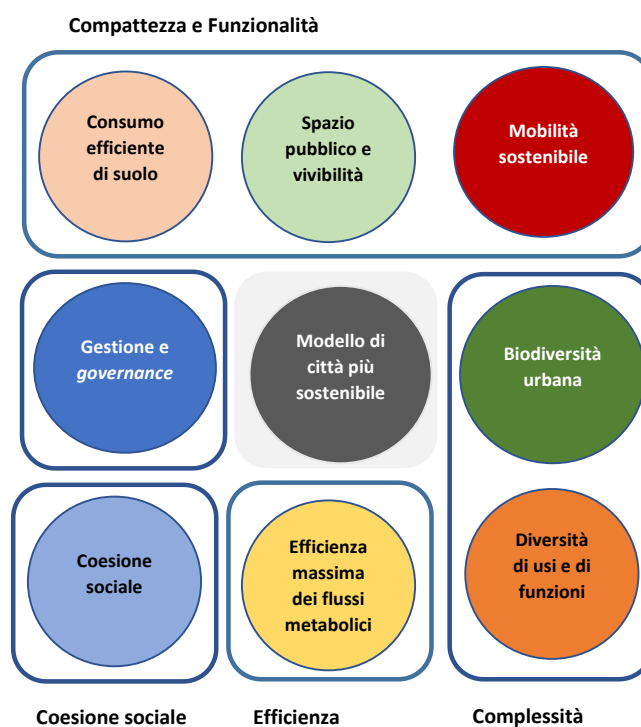 Compattezza e Funzionalità
Consumo
efficiente
di suolo
Spazio
pubblico e
vivibilità
Mobilità
sostenibile
Gestione e
governance
Modello di
città più
sostenibile
Biodiversità
urbana
Coesione
sociale
Efficienza
massima
dei flussi
metabolici
Diversità
di usi e di
funzioni
Coesione sociale
Efficienza
Complessità